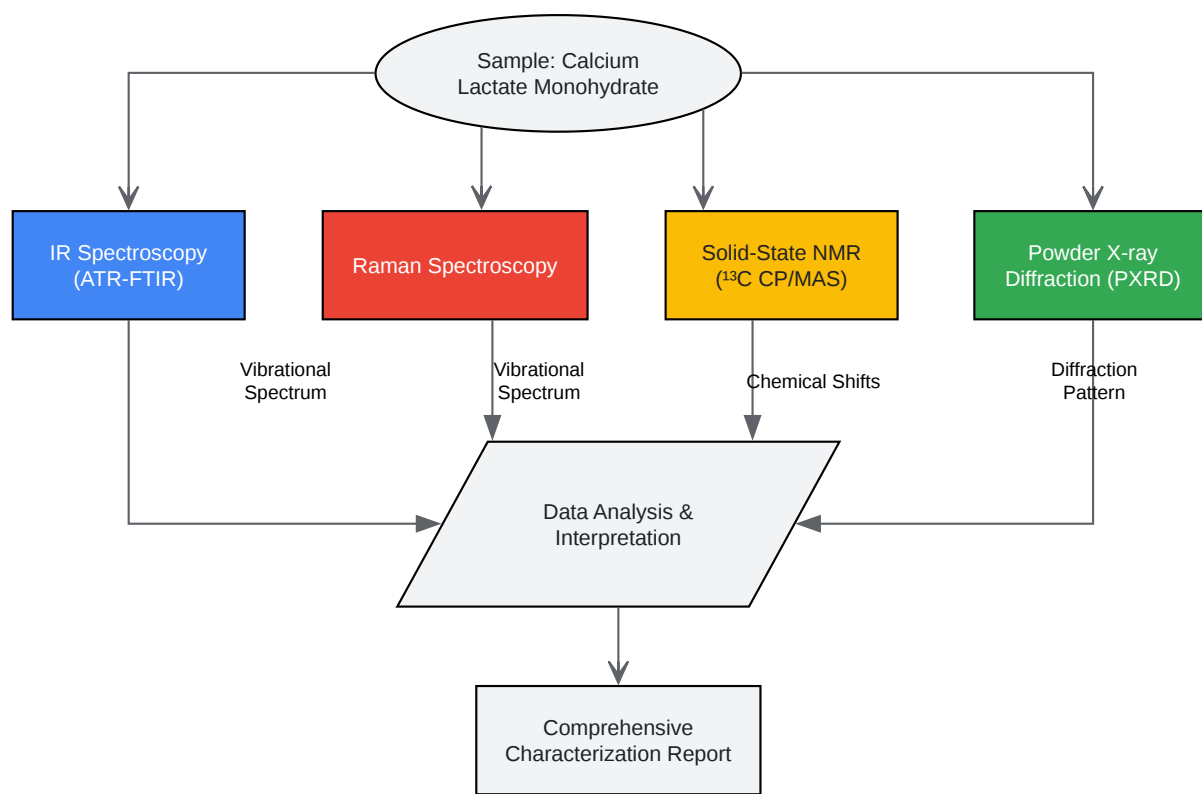 Sample: Calcium
Lactate Monohydrate
IR Spectroscopy
(ATR-FTIR)
Raman Spectroscopy
Solid-State NMR
(¹³C CP/MAS)
Powder X-ray
Diffraction (PXRD)
Vibrational
Spectrum
Vibrational
Spectrum
Chemical Shifts
Diffraction
Pattern
Data Analysis &
Interpretation
Comprehensive
Characterization Report